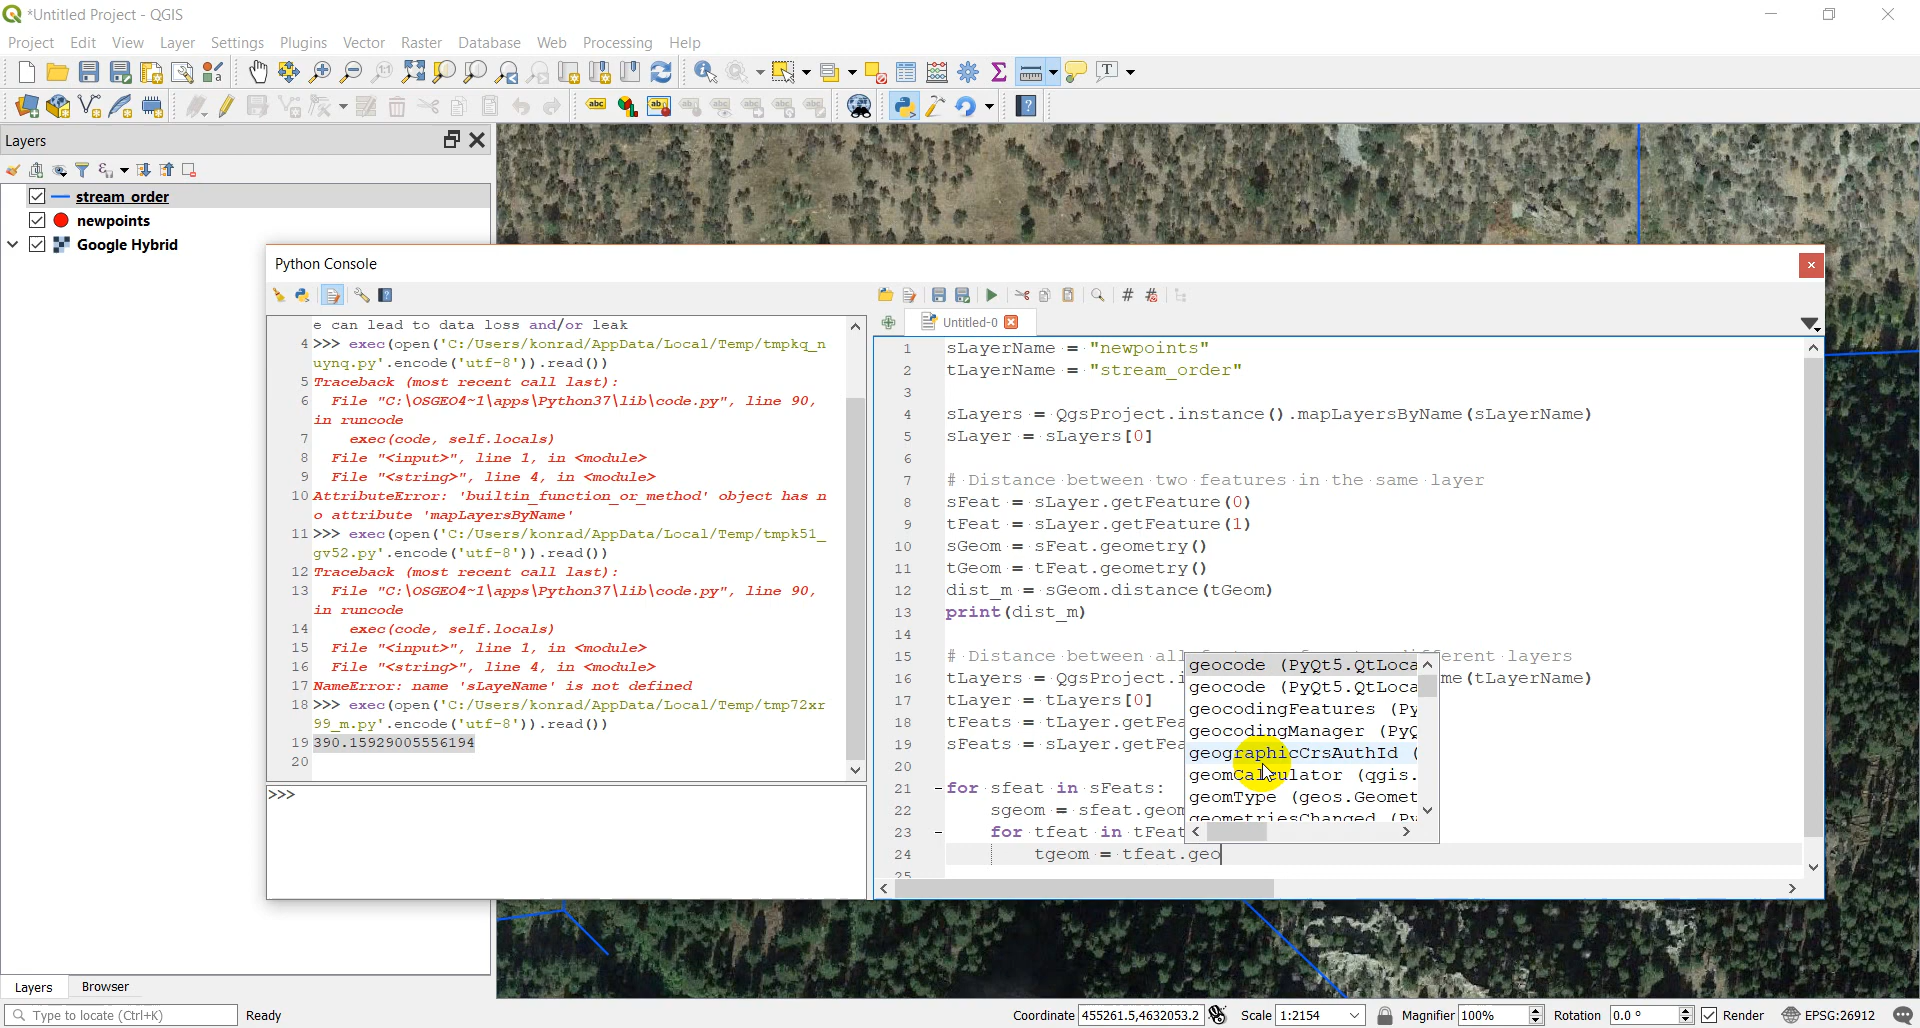 *Untitled Project - QGIS
Project Edit View Layer Settings Plugins Vector Raster Database Web Processing Help
Layers
stream_order
newpoints
Google Hybrid
Python Console
e can lead to data loss and/or leak
4 >>> exec(open('C:/Users/konrad/AppData/Local/Temp/tmpkq_n
uynq.py'.encode('utf-8')).read())
5 Traceback (most recent call last):
6 File "C:\OSGEO4~1\apps\Python37\lib\code.py", line 90,
in runcode
7 exec(code, self.locals)
8 File "<input>", line 1, in <module>
9 File "<string>", line 4, in <module>
10 AttributeError: 'builtin_function_or_method' object has n
o attribute 'mapLayersByName'
11 >>> exec(open('C:/Users/konrad/AppData/Local/Temp/tmpk51_
gv52.py'.encode('utf-8')).read())
12 Traceback (most recent call last):
13 File "C:\OSGEO4~1\apps\Python37\lib\code.py", line 90,
in runcode
14 exec(code, self.locals)
15 File "<input>", line 1, in <module>
16 File "<string>", line 4, in <module>
17 NameError: name 'sLayeName' is not defined
18 >>> exec(open('C:/Users/konrad/AppData/Local/Temp/tmp72xr
99_m.py'.encode('utf-8')).read())
19 390.15929005556194
20
>>>
Untitled-0
1 sLayerName = "newpoints"
2 tLayerName = "stream_order"
3
4 sLayers = QgsProject.instance().mapLayersByName(sLayerName)
5 sLayer = sLayers[0]
6
7 # Distance between two features in the same layer
8 sFeat = sLayer.getFeature(0)
9 tFeat = sLayer.getFeature(1)
10 sGeom = sFeat.geometry()
11 tGeom = tFeat.geometry()
12 dist_m = sGeom.distance(tGeom)
13 print(dist_m)
14
15 # Distance between all ferent layers
16 tLayers = QgsProject.i me(tLayerName)
17 tLayer = tLayers[0]
18 tFeats = tLayer.getFea
19 sFeats = sLayer.getFea
20
21 for sfeat in sFeats:
22 sgeom = sfeat.geom
23 for tfeat in tFeat
24 tgeom = tfeat.geo
25
geocode (PyQt5.QtLoca
geocode (PyQt5.QtLoca
geocodingFeatures (Py
geocodingManager (PyQ
geographicCrsAuthId (
geomCalculator (qgis.
geomType (geos.Geomet
geometriesChanged (Py
Layers Browser
Type to locate (Ctrl+K) Ready Coordinate 455261.5,4632053.2 Scale 1:2154 Magnifier 100% Rotation 0.0 ° Render EPSG:26912